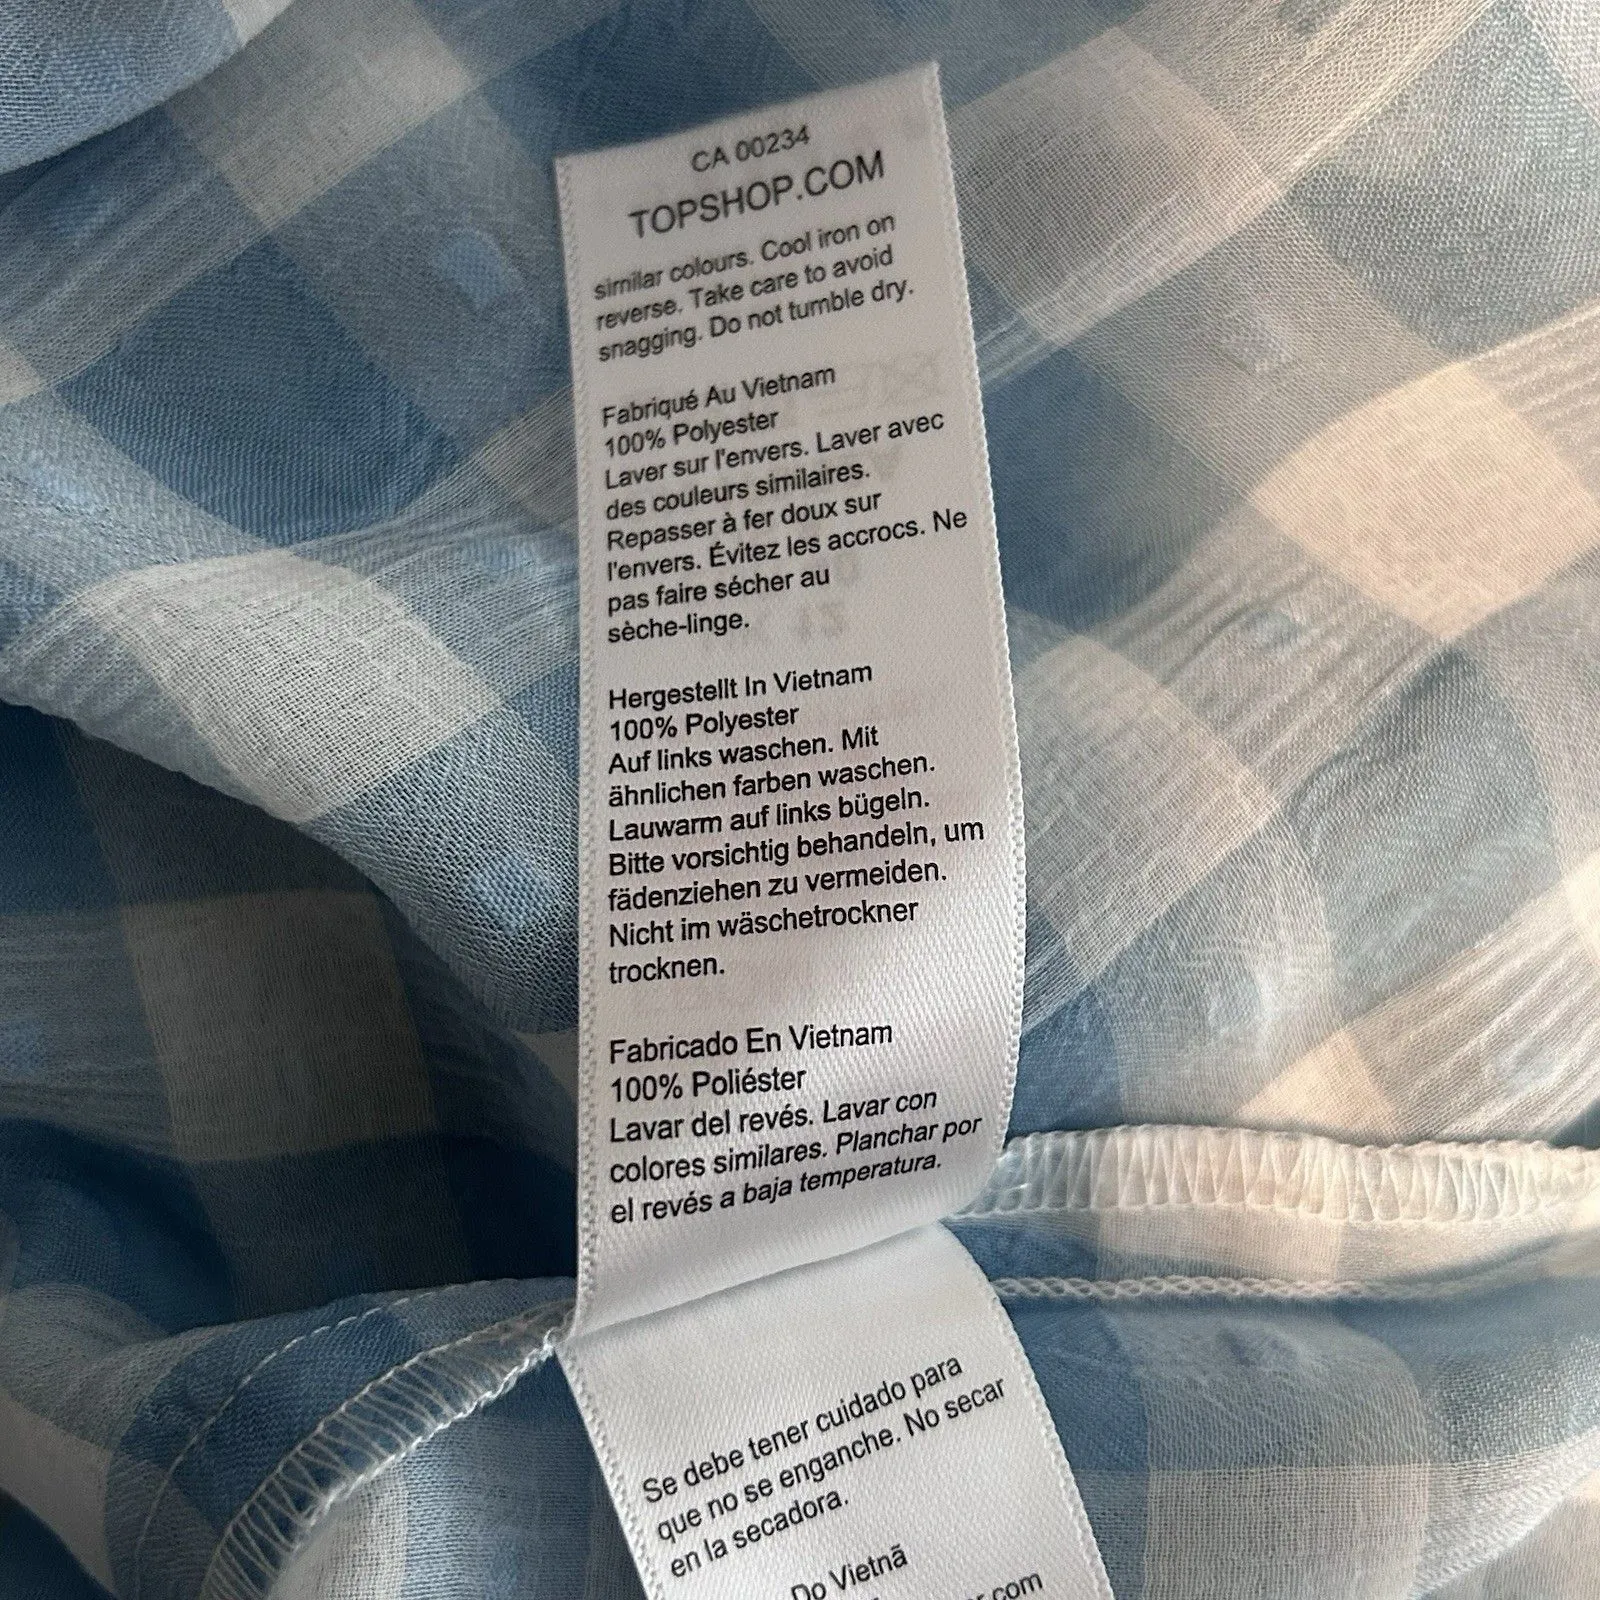 CA 00234
TOPSHOP.COM
similar colours. Cool iron on
reverse. Take care to avoid
snagging. Do not tumble dry.
Fabriqué Au Vietnam
100% Polyester
Laver sur l'envers. Laver avec
des couleurs similaires.
Repasser à fer doux sur
l'envers. Évitez les accrocs. Ne
pas faire sécher au
sèche-linge.
Hergestellt In Vietnam
100% Polyester
Auf links waschen. Mit
ähnlichen farben waschen.
Lauwarm auf links bügeln.
Bitte vorsichtig behandeln, um
fädenziehen zu vermeiden.
Nicht im wäschetrockner
trocknen.
Fabricado En Vietnam
100% Poliéster
Lavar del revés. Lavar con
colores similares. Planchar por
el revés a baja temperatura.
Se debe tener cuidado para
que no se enganche. No secar
en la secadora.
Do Vietnã
.com